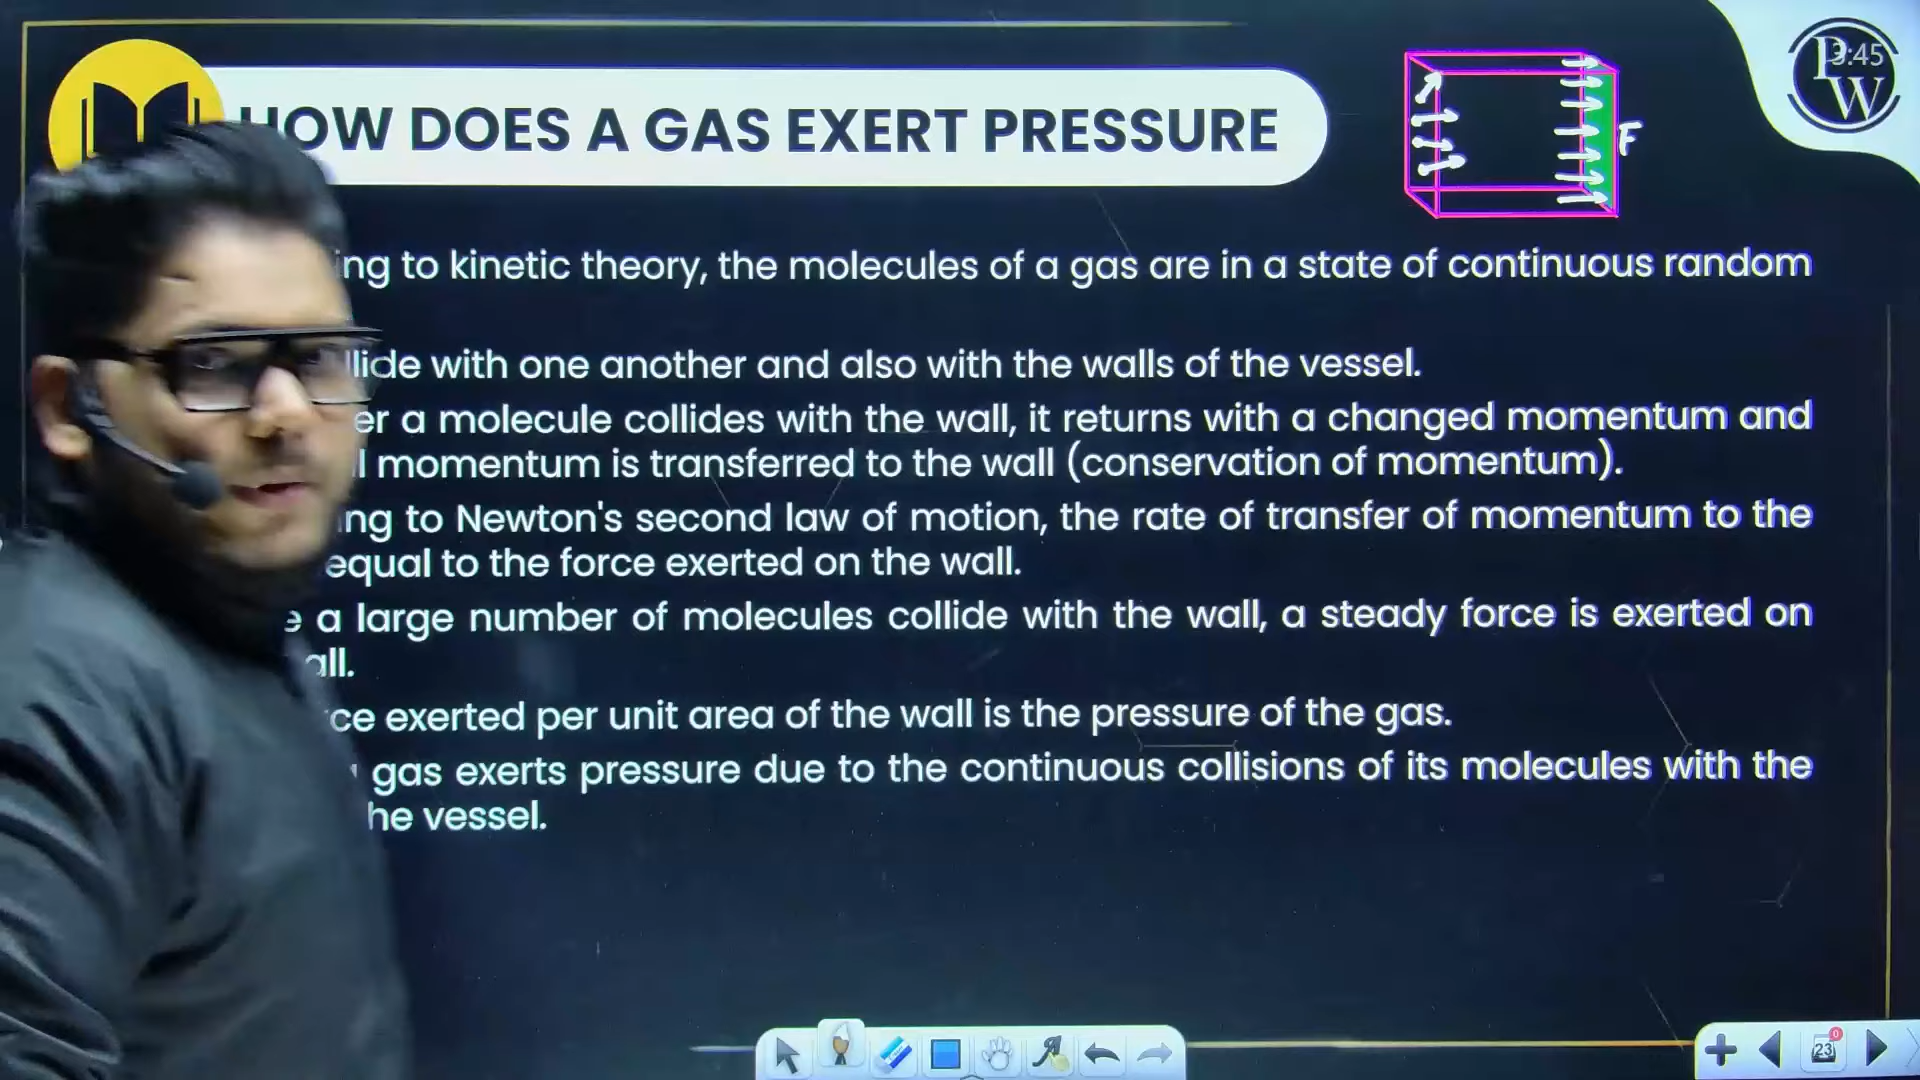 HOW DOES A GAS EXERT PRESSURE
3:45
PW
F
ing to kinetic theory, the molecules of a gas are in a state of continuous random
llide with one another and also with the walls of the vessel.
er a molecule collides with the wall, it returns with a changed momentum and
l momentum is transferred to the wall (conservation of momentum).
ing to Newton's second law of motion, the rate of transfer of momentum to the
equal to the force exerted on the wall.
e a large number of molecules collide with the wall, a steady force is exerted on
all.
ce exerted per unit area of the wall is the pressure of the gas.
gas exerts pressure due to the continuous collisions of its molecules with the
he vessel.
23
0